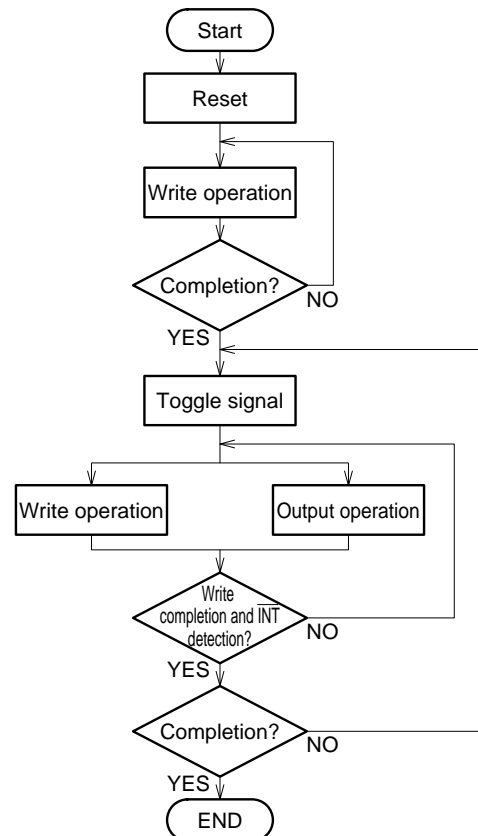 Start
Reset
Write operation
Completion?
NO
YES
Toggle signal
Write operation
Output operation
Write
completion and I̅N̅T̅
detection?
NO
YES
Completion?
NO
YES
END